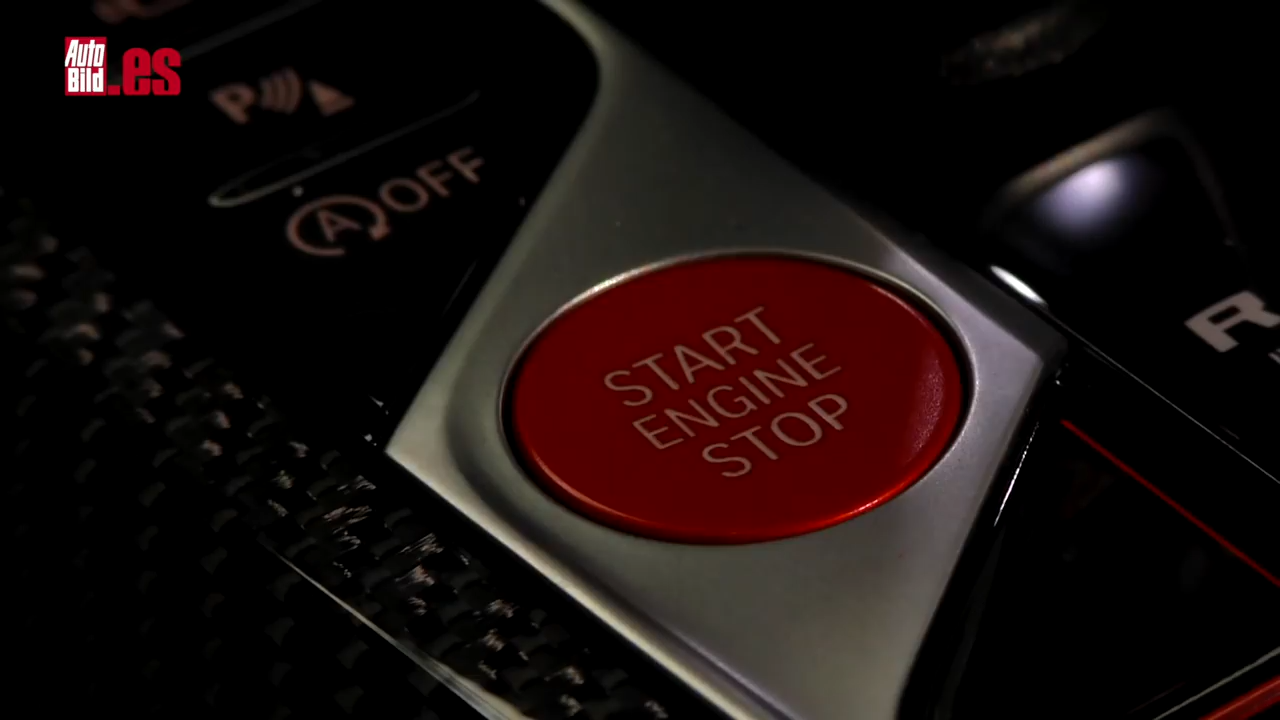 Auto
Bild
.es
P
A OFF
START
ENGINE
STOP
R